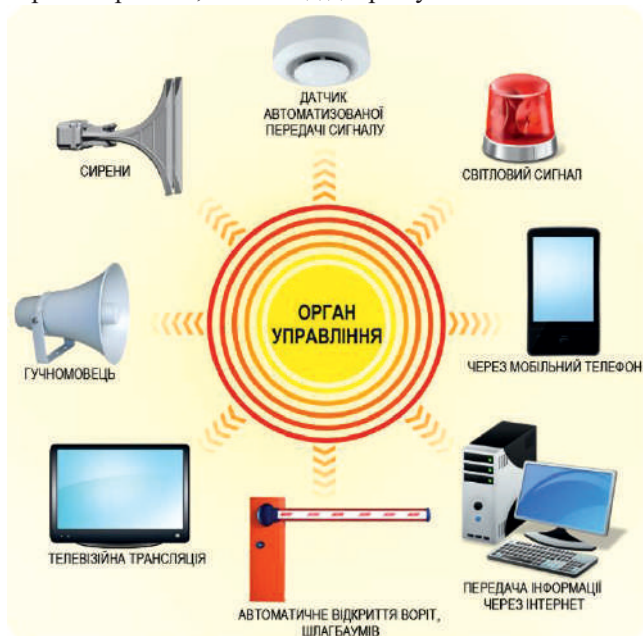 ДАТЧИК
АВТОМАТИЗОВАНОЇ
ПЕРЕДАЧІ СИГНАЛУ
СИРЕНИ
СВІТЛОВИЙ СИГНАЛ
ОРГАН
УПРАВЛІННЯ
ГУЧНОМОВЕЦЬ
ЧЕРЕЗ МОБІЛЬНИЙ ТЕЛЕФОН
ТЕЛЕВІЗІЙНА ТРАНСЛЯЦІЯ
ПЕРЕДАЧА ІНФОРМАЦІЇ
ЧЕРЕЗ ІНТЕРНЕТ
АВТОМАТИЧНЕ ВІДКРИТТЯ ВОРІТ,
ШЛАГБАУМІВ